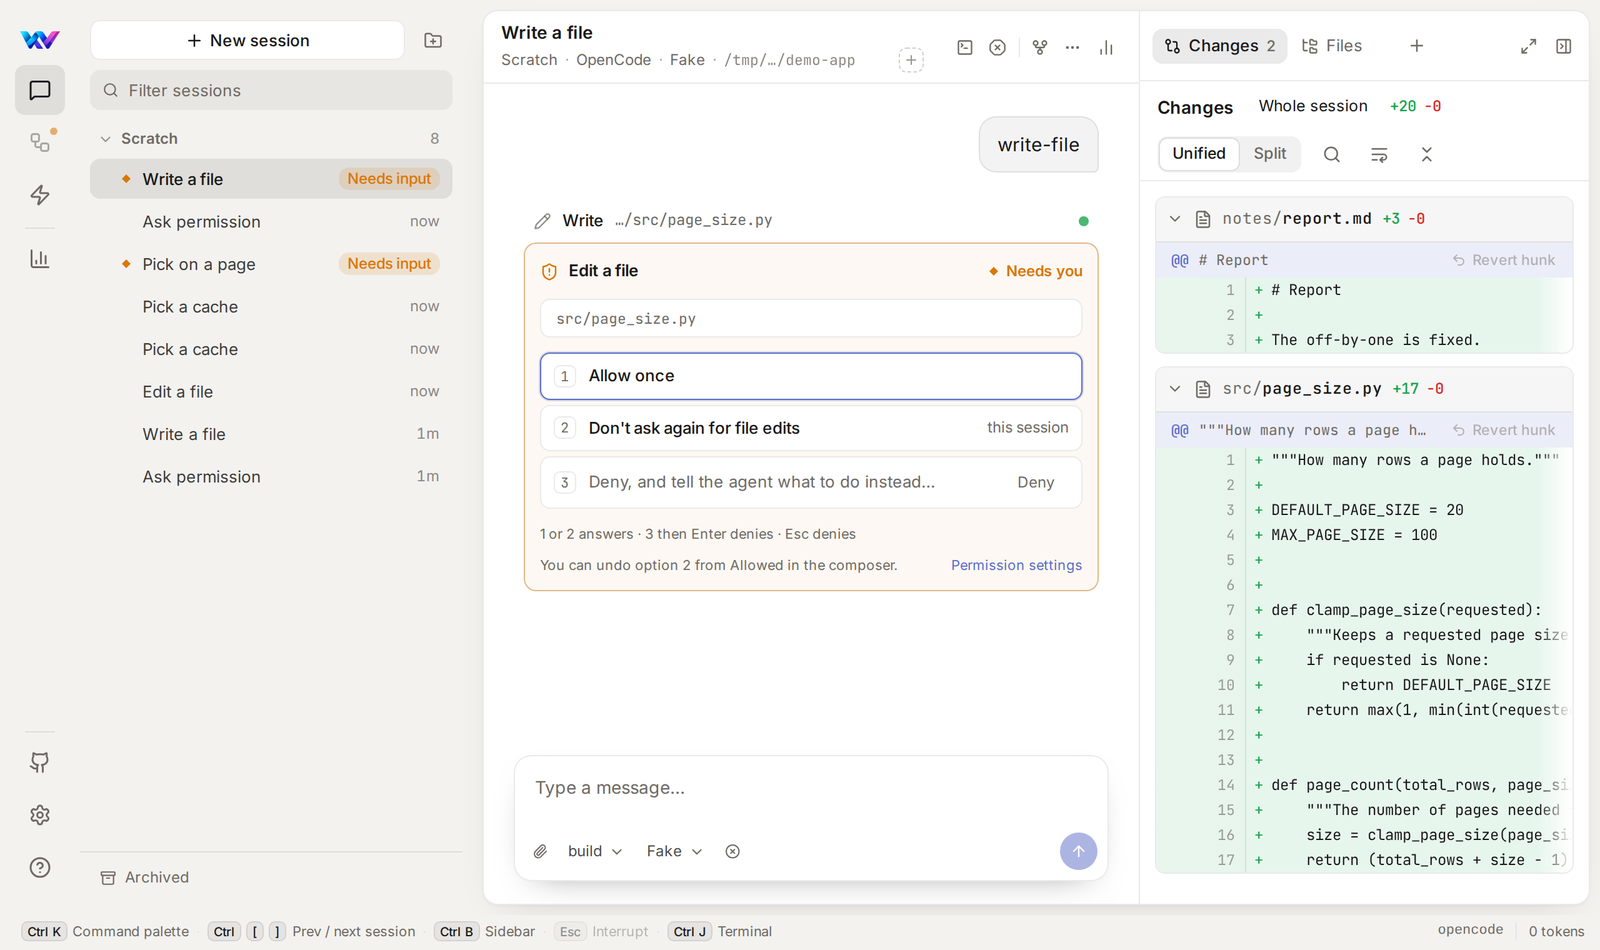 New session
Filter sessions
Scratch 8
Write a file Needs input
Ask permission now
Pick on a page Needs input
Pick a cache now
Pick a cache now
Edit a file now
Write a file 1m
Ask permission 1m
Archived
Write a file
Scratch · OpenCode · Fake · /tmp/…/demo-app
write-file
Write …/src/page_size.py
Edit a file Needs you
src/page_size.py
1 Allow once
2 Don't ask again for file edits this session
3 Deny, and tell the agent what to do instead… Deny
1 or 2 answers · 3 then Enter denies · Esc denies
You can undo option 2 from Allowed in the composer. Permission settings
Type a message...
build Fake
Changes 2 Files
Changes Whole session +20 -0
Unified Split
notes/report.md +3 -0
@@ # Report Revert hunk
1 + # Report
2 +
3 + The off-by-one is fixed.
src/page_size.py +17 -0
@@ """How many rows a page h… Revert hunk
1 + """How many rows a page holds."""
2 +
3 + DEFAULT_PAGE_SIZE = 20
4 + MAX_PAGE_SIZE = 100
5 +
6 +
7 + def clamp_page_size(requested):
8 + """Keeps a requested page size
9 + if requested is None:
10 + return DEFAULT_PAGE_SIZE
11 + return max(1, min(int(requeste
12 +
13 +
14 + def page_count(total_rows, page_si
15 + """The number of pages needed
16 + size = clamp_page_size(page_si
17 + return (total_rows + size - 1)
Ctrl K Command palette · Ctrl [ ] Prev / next session · Ctrl B Sidebar · Esc Interrupt · Ctrl J Terminal
opencode 0 tokens